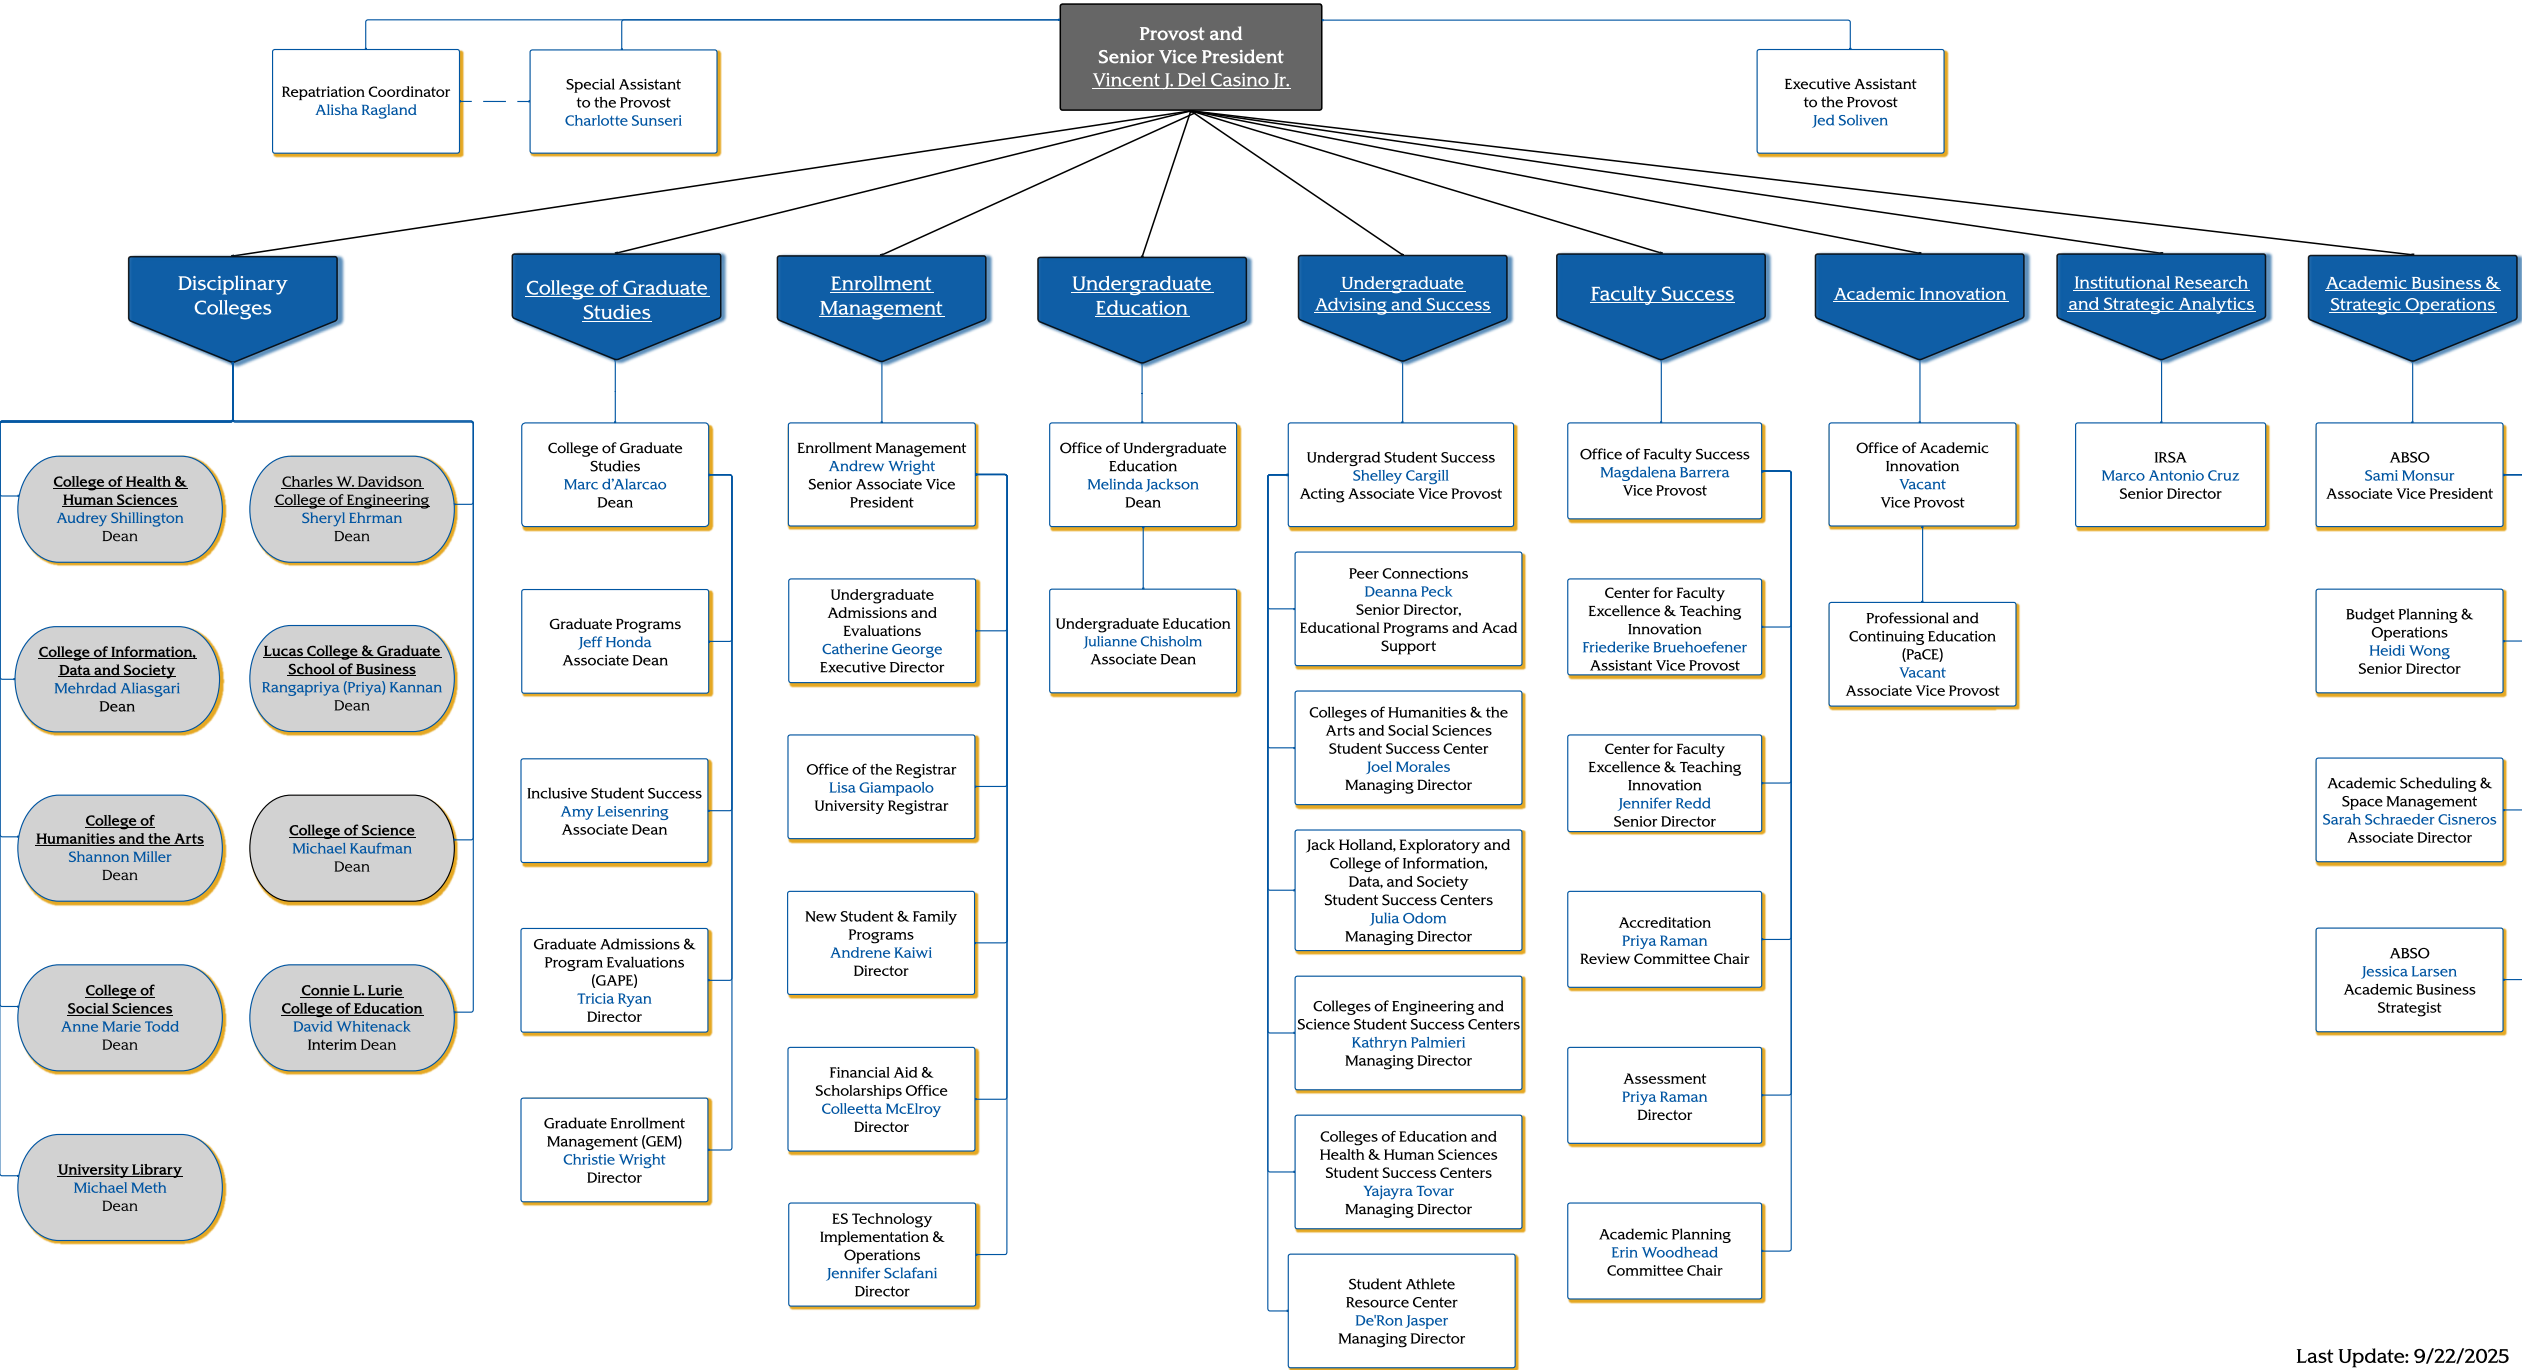 Provost and
Senior Vice President
Vincent J. Del Casino Jr.
Repatriation Coordinator
Alisha Ragland
Special Assistant
to the Provost
Charlotte Sunseri
Executive Assistant
to the Provost
Jed Soliven
Disciplinary
Colleges
College of Graduate
Studies
Enrollment
Management
Undergraduate
Education
Undergraduate
Advising and Success
Faculty Success
Academic Innovation
Institutional Research
and Strategic Analytics
Academic Business &
Strategic Operations
College of Health &
Human Sciences
Audrey Shillington
Dean
Charles W. Davidson
College of Engineering
Sheryl Ehrman
Dean
College of Information,
Data and Society
Mehrdad Aliasgari
Dean
Lucas College & Graduate
School of Business
Rangapriya (Priya) Kannan
Dean
College of
Humanities and the Arts
Shannon Miller
Dean
College of Science
Michael Kaufman
Dean
College of
Social Sciences
Anne Marie Todd
Dean
Connie L. Lurie
College of Education
David Whitenack
Interim Dean
University Library
Michael Meth
Dean
College of Graduate
Studies
Marc d'Alarcao
Dean
Graduate Programs
Jeff Honda
Associate Dean
Inclusive Student Success
Amy Leisenring
Associate Dean
Graduate Admissions &
Program Evaluations
(GAPE)
Tricia Ryan
Director
Graduate Enrollment
Management (GEM)
Christie Wright
Director
Enrollment Management
Andrew Wright
Senior Associate Vice
President
Undergraduate
Admissions and
Evaluations
Catherine George
Executive Director
Office of the Registrar
Lisa Giampaolo
University Registrar
New Student & Family
Programs
Andrene Kaiwi
Director
Financial Aid &
Scholarships Office
Colleetta McElroy
Director
ES Technology
Implementation &
Operations
Jennifer Sclafani
Director
Office of Undergraduate
Education
Melinda Jackson
Dean
Undergraduate Education
Julianne Chisholm
Associate Dean
Undergrad Student Success
Shelley Cargill
Acting Associate Vice Provost
Peer Connections
Deanna Peck
Senior Director,
Educational Programs and Acad
Support
Colleges of Humanities & the
Arts and Social Sciences
Student Success Center
Joel Morales
Managing Director
Jack Holland, Exploratory and
College of Information,
Data, and Society
Student Success Centers
Julia Odom
Managing Director
Colleges of Engineering and
Science Student Success Centers
Kathryn Palmieri
Managing Director
Colleges of Education and
Health & Human Sciences
Student Success Centers
Yajayra Tovar
Managing Director
Student Athlete
Resource Center
De'Ron Jasper
Managing Director
Office of Faculty Success
Magdalena Barrera
Vice Provost
Center for Faculty
Excellence & Teaching
Innovation
Friederike Bruehoefener
Assistant Vice Provost
Center for Faculty
Excellence & Teaching
Innovation
Jennifer Redd
Senior Director
Accreditation
Priya Raman
Review Committee Chair
Assessment
Priya Raman
Director
Academic Planning
Erin Woodhead
Committee Chair
Office of Academic
Innovation
Vacant
Vice Provost
Professional and
Continuing Education
(PaCE)
Vacant
Associate Vice Provost
IRSA
Marco Antonio Cruz
Senior Director
ABSO
Sami Monsur
Associate Vice President
Budget Planning &
Operations
Heidi Wong
Senior Director
Academic Scheduling &
Space Management
Sarah Schraeder Cisneros
Associate Director
ABSO
Jessica Larsen
Academic Business
Strategist
Last Update: 9/22/2025